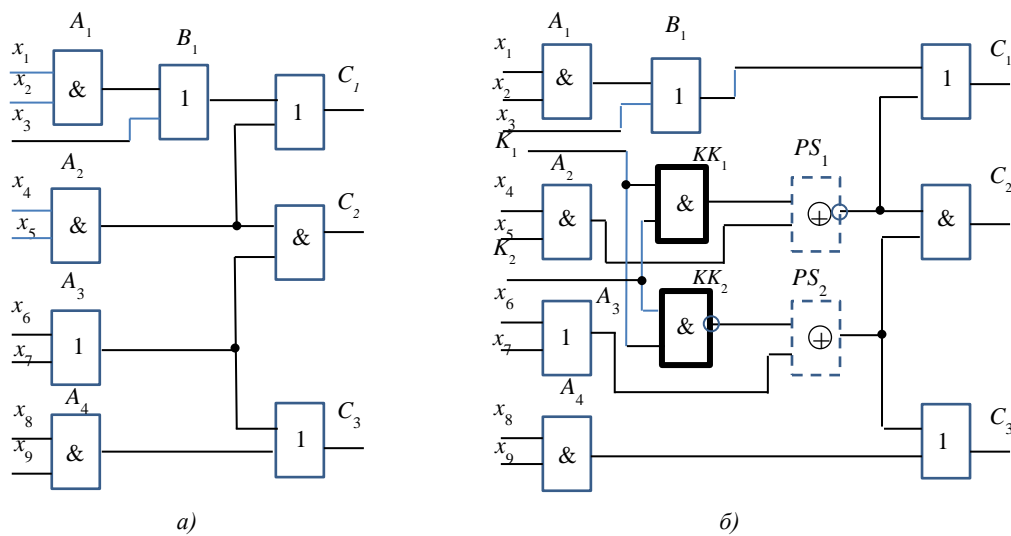 A1
B1
x1
x2
x3
&
1
1
C1
A2
x4
x5
&
&
C2
A3
x6
x7
1
A4
x8
x9
&
1
C3
а)
A1
B1
x1
x2
x3
&
1
1
C1
K1
A2
KK1
PS1
x4
x5
&
&
+
&
C2
K2
x6
x7
A3
KK2
PS2
1
&
+
A4
x8
x9
&
1
C3
б)